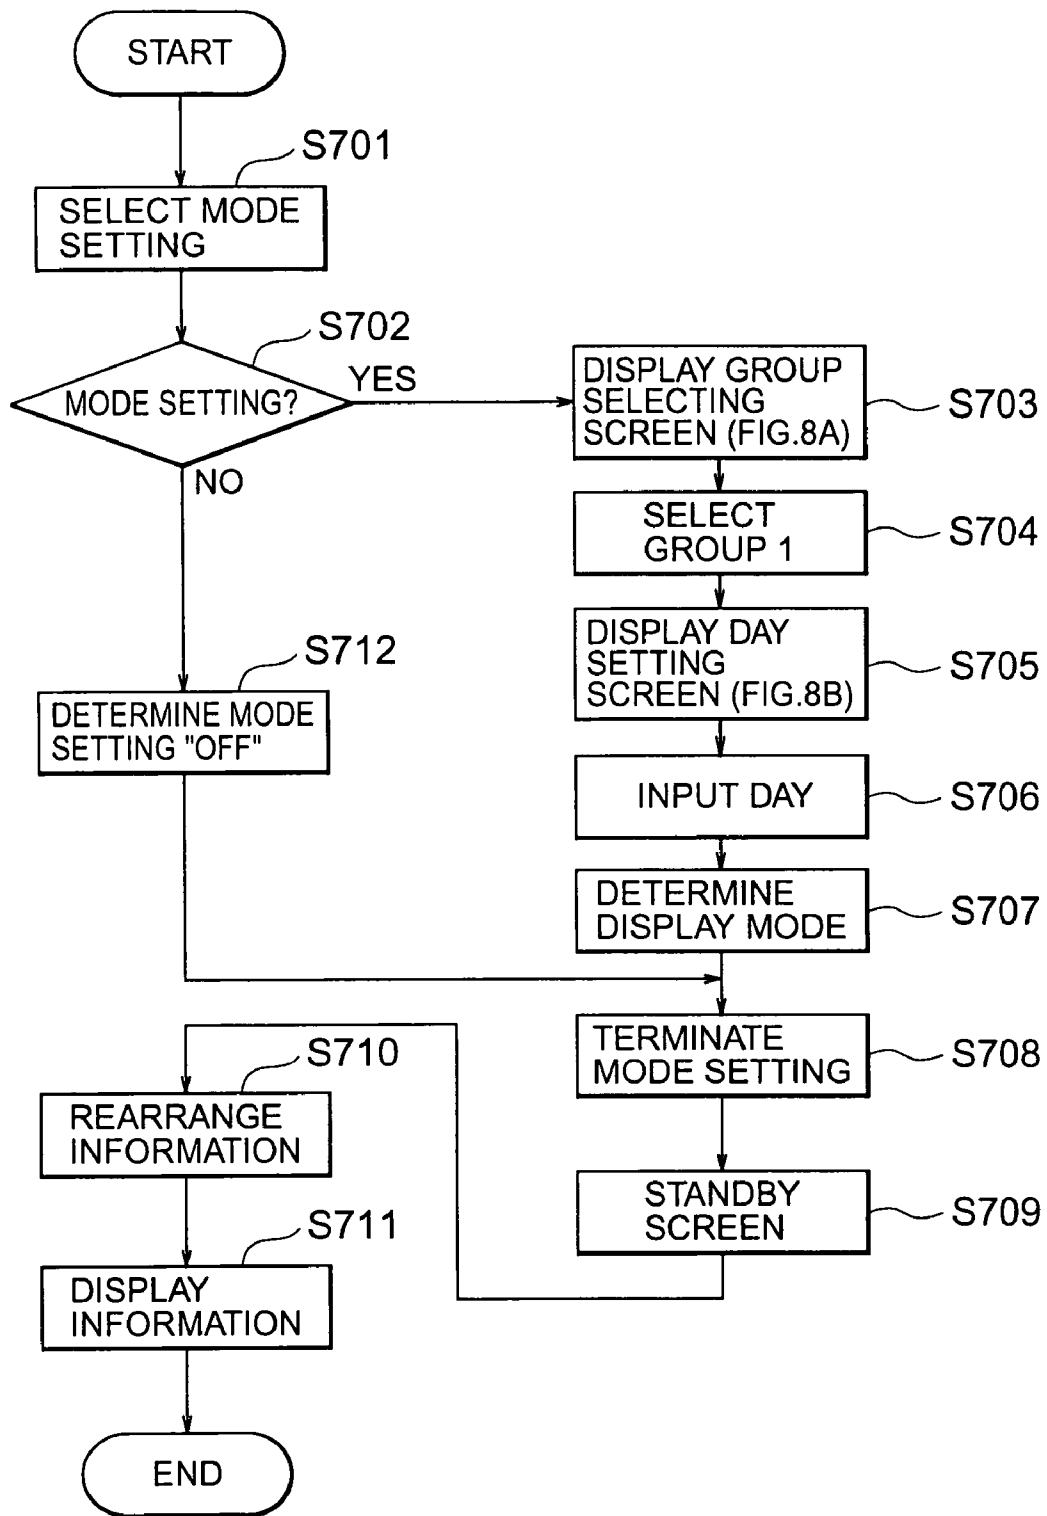 START
S701
SELECT MODE
SETTING
S702
MODE SETTING?
YES
NO
DISPLAY GROUP
SELECTING
SCREEN (FIG.8A)
S703
SELECT
GROUP 1
S704
DISPLAY DAY
SETTING
SCREEN (FIG.8B)
S705
S712
DETERMINE MODE
SETTING "OFF"
INPUT DAY
S706
DETERMINE
DISPLAY MODE
S707
TERMINATE
MODE SETTING
S708
STANDBY
SCREEN
S709
S710
REARRANGE
INFORMATION
S711
DISPLAY
INFORMATION
END